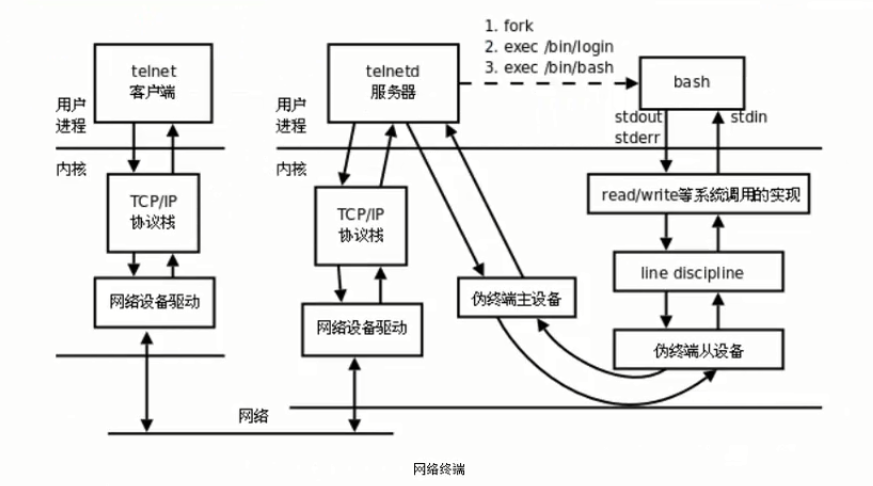 1. fork
2. exec /bin/login
3. exec /bin/bash
telnet
客户端
telnetd
服务器
bash
用户
进程
用户
进程
stdout
stderr
stdin
内核
内核
TCP/IP
协议栈
TCP/IP
协议栈
read/write等系统调用的实现
line discipline
网络设备驱动
网络设备驱动
伪终端主设备
伪终端从设备
网络
网络终端